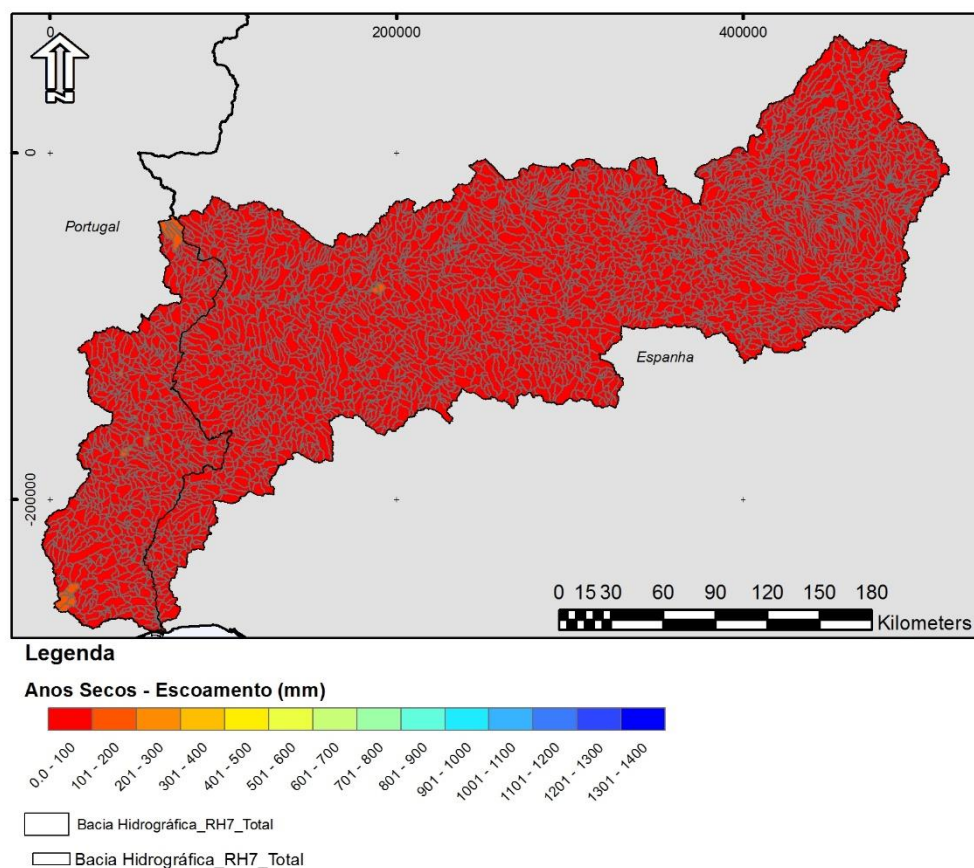 0 200000 400000
0
Portugal
Espanha
-200000
0 15 30 60 90 120 150 180
Kilometers
N
Legenda
Anos Secos - Escoamento (mm)
0.0 - 100 101 - 200 201 - 300 301 - 400 401 - 500 501 - 600 601 - 700 701 - 800 801 - 900 901 - 1000 1001 - 1100 1101 - 1200 1201 - 1300 1301 - 1400
Bacia Hidrográfica_RH7_Total
Bacia Hidrográfica_RH7_Total